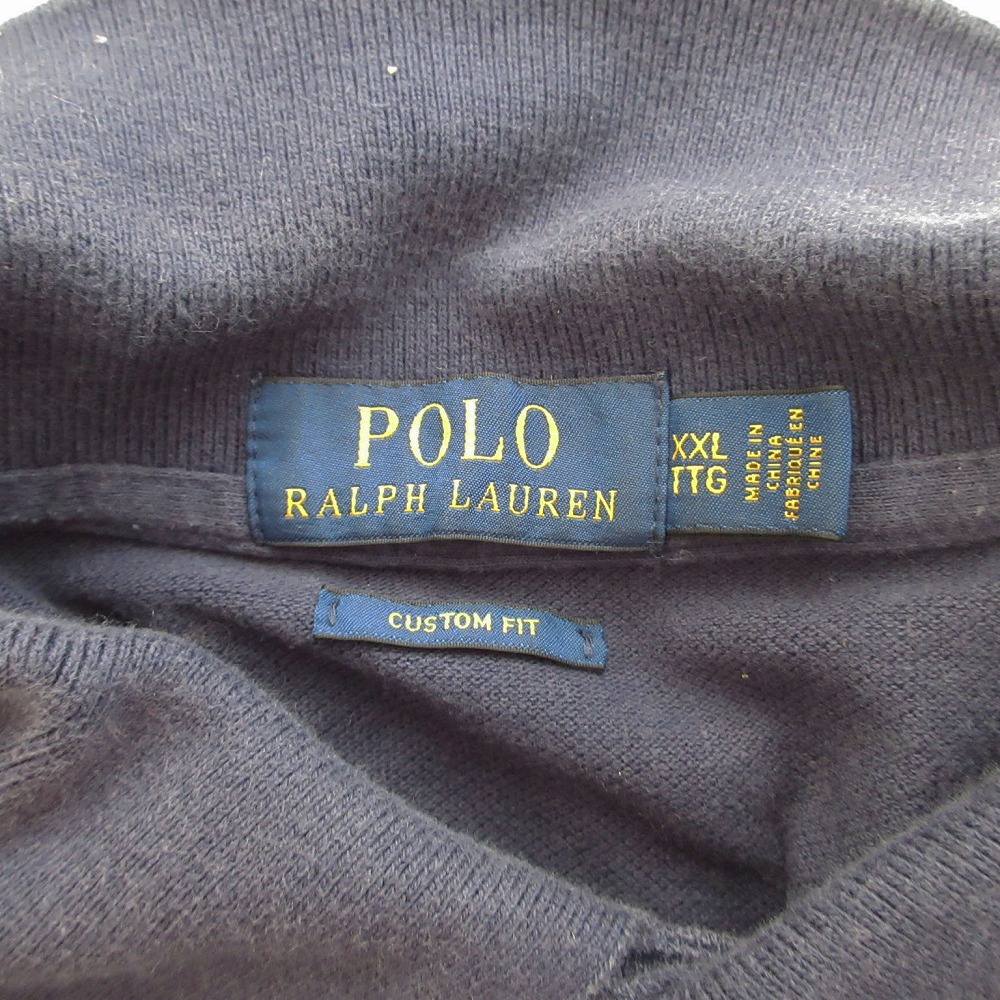 POLO
RALPH LAUREN
XXL
TTG
MADE IN
CHINA
FABRIQUÉ EN
CHINE
CUSTOM FIT